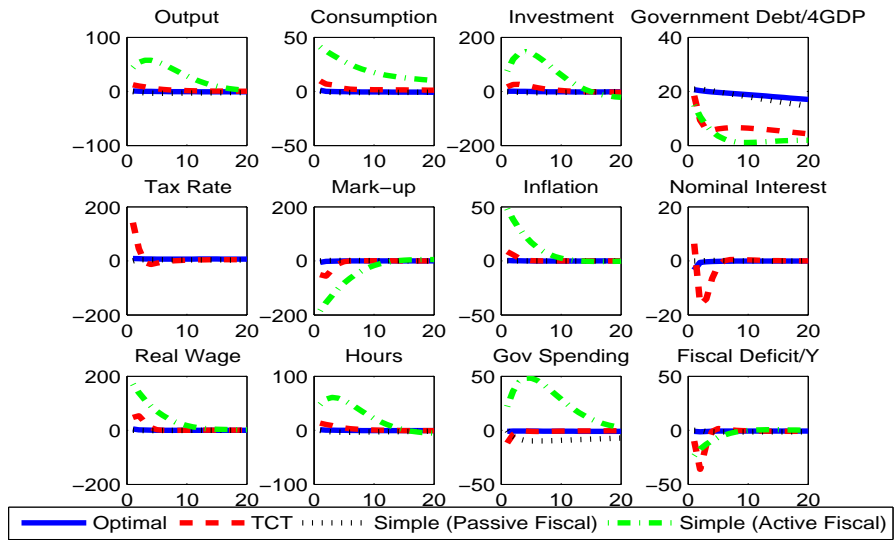 Output Consumption Investment Government Debt/4GDP
100 50 200 40
0 0 0 20
−100 −50 −200 0
0 10 20 0 10 20 0 10 20 0 10 20
Tax Rate Mark−up Inflation Nominal Interest
200 200 50 20
0 0 0 0
−200 −200 −50 −20
0 10 20 0 10 20 0 10 20 0 10 20
Real Wage Hours Gov Spending Fiscal Deficit/Y
200 100 50 50
0 0 0 0
−200 −100 −50 −50
0 10 20 0 10 20 0 10 20 0 10 20
Optimal TCT Simple (Passive Fiscal) Simple (Active Fiscal)